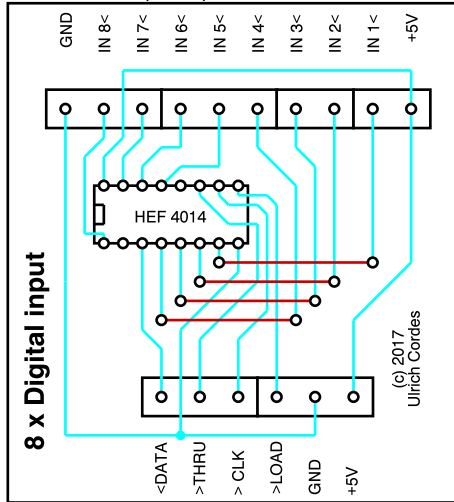 GND
IN 8<
IN 7<
IN 6<
IN 5<
IN 4<
IN 3<
IN 2<
IN 1<
+5V
HEF 4014
8 x Digital input
(c) 2017
Ulrich Cordes
<DATA
>THRU
> CLK
>LOAD
GND
+5V